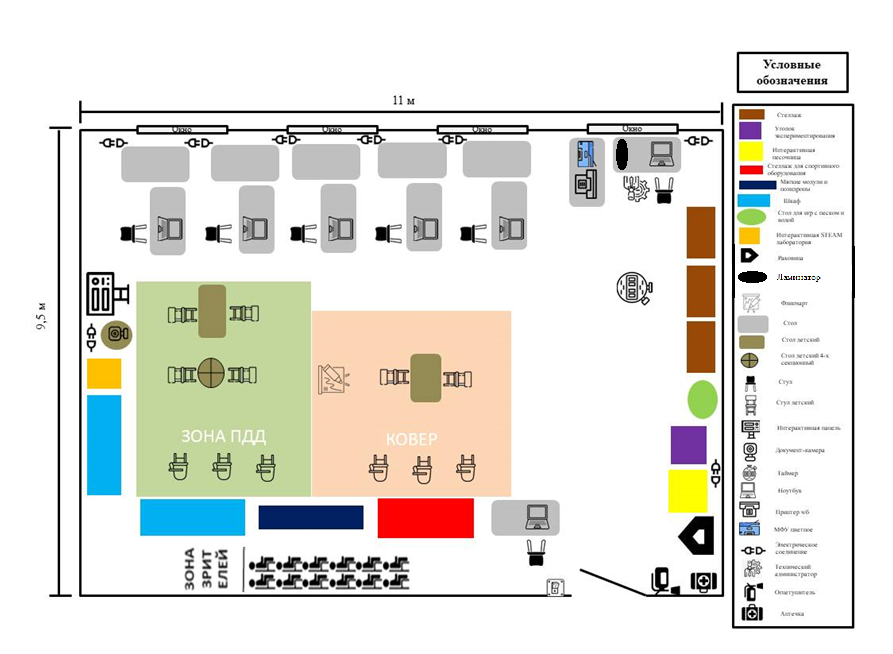 Условные
обозначения
11 м
Окно
Окно
Окно
Окно
9,5 м
ЗОНА ПДД
КОВЕР
ЗОНА
ЗРИТ
ЕЛЕЙ
Стеллаж
Уголок
экспериментирования
Интерактивная
песочница
Стеллаж для спортивного
оборудования
Мягкие модули и
полидроны
Шкаф
Стол для игр с песком и
водой
Интерактивная STEAM
лаборатория
Раковина
Ламинатор
Флипчарт
Стол
Стол детский
Стол детский 4-х
секционный
Стул
Стул детский
Интерактивная панель
Документ-камера
Таймер
Ноутбук
Принтер ч/б
МФУ цветное
Электрическое
соединение
Технический
администратор
Огнетушитель
Аптечка